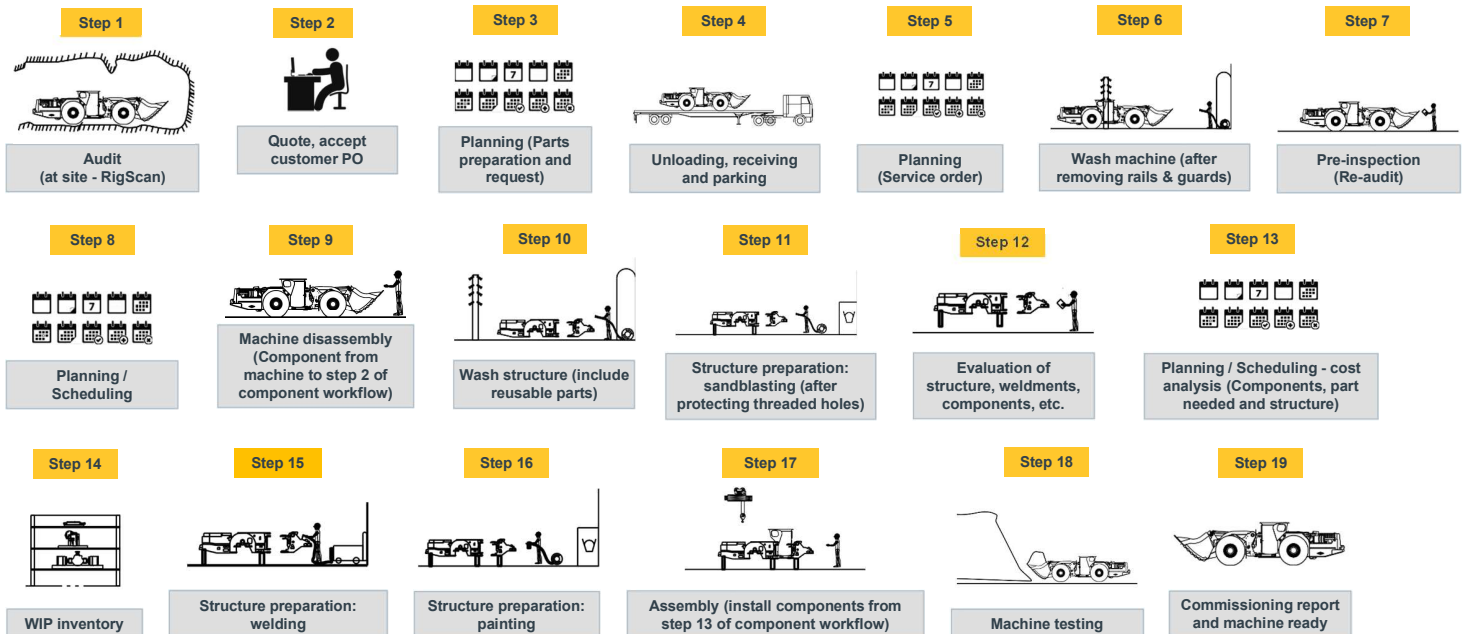 Step 1
Step 2
Step 3
Step 4
Step 5
Step 6
Step 7
7
7
Audit
(at site - RigScan)
Quote, accept
customer PO
Planning (Parts
preparation and
request)
Unloading, receiving
and parking
Planning
(Service order)
Wash machine (after
removing rails & guards)
Pre-inspection
(Re-audit)
Step 8
Step 9
Step 10
Step 11
Step 12
Step 13
7
7
Planning /
Scheduling
Machine disassembly
(Component from
machine to step 2 of
component workflow)
Wash structure (include
reusable parts)
Structure preparation:
sandblasting (after
protecting threaded holes)
Evaluation of
structure, weldments,
components, etc.
Planning / Scheduling - cost
analysis (Components, part
needed and structure)
Step 14
Step 15
Step 16
Step 17
Step 18
Step 19
WIP inventory
Structure preparation:
welding
Structure preparation:
painting
Assembly (install components from
step 13 of component workflow)
Machine testing
Commissioning report
and machine ready